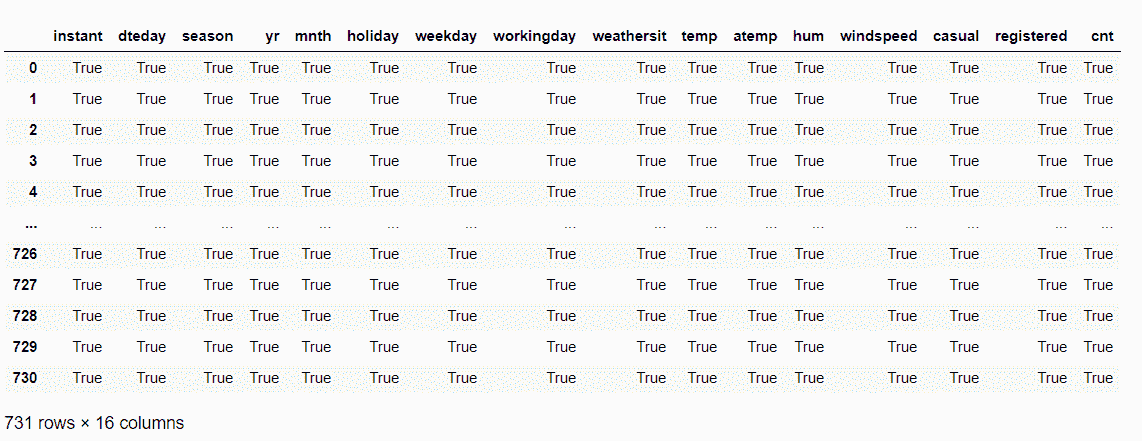 instant dteday season yr mnth holiday weekday workingday weathersit temp atemp hum windspeed casual registered cnt
0 True True True True True True True True True True True True True True True True
1 True True True True True True True True True True True True True True True True
2 True True True True True True True True True True True True True True True True
3 True True True True True True True True True True True True True True True True
4 True True True True True True True True True True True True True True True True
... ... ... ... ... ... ... ... ... ... ... ... ... ... ... ... ...
726 True True True True True True True True True True True True True True True True
727 True True True True True True True True True True True True True True True True
728 True True True True True True True True True True True True True True True True
729 True True True True True True True True True True True True True True True True
730 True True True True True True True True True True True True True True True True
731 rows × 16 columns